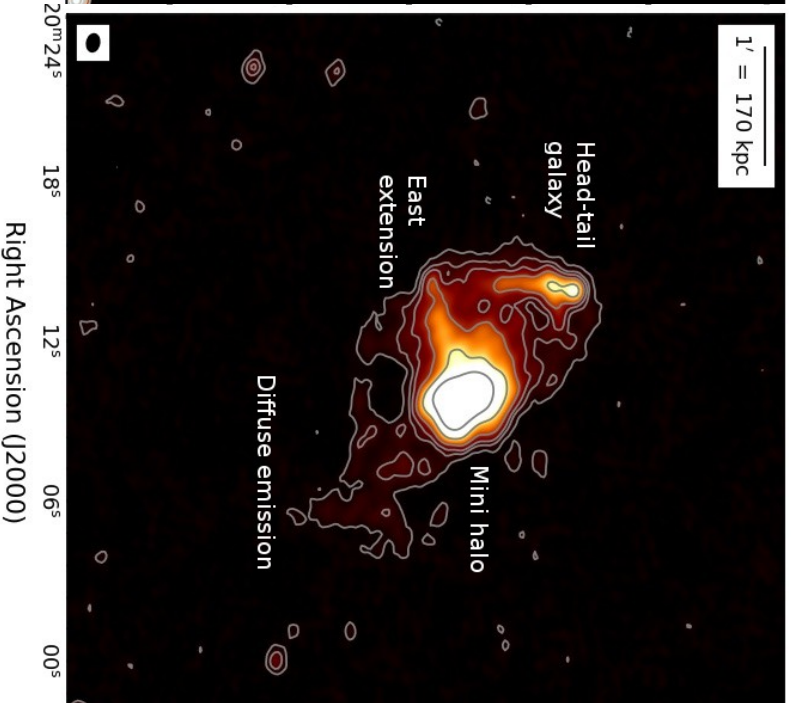 1′ = 170 kpc
Head-tail
galaxy
East
extension
Mini halo
Diffuse emission
20ᵐ24ˢ
18ˢ
12ˢ
06ˢ
00ˢ
Right Ascension (J2000)